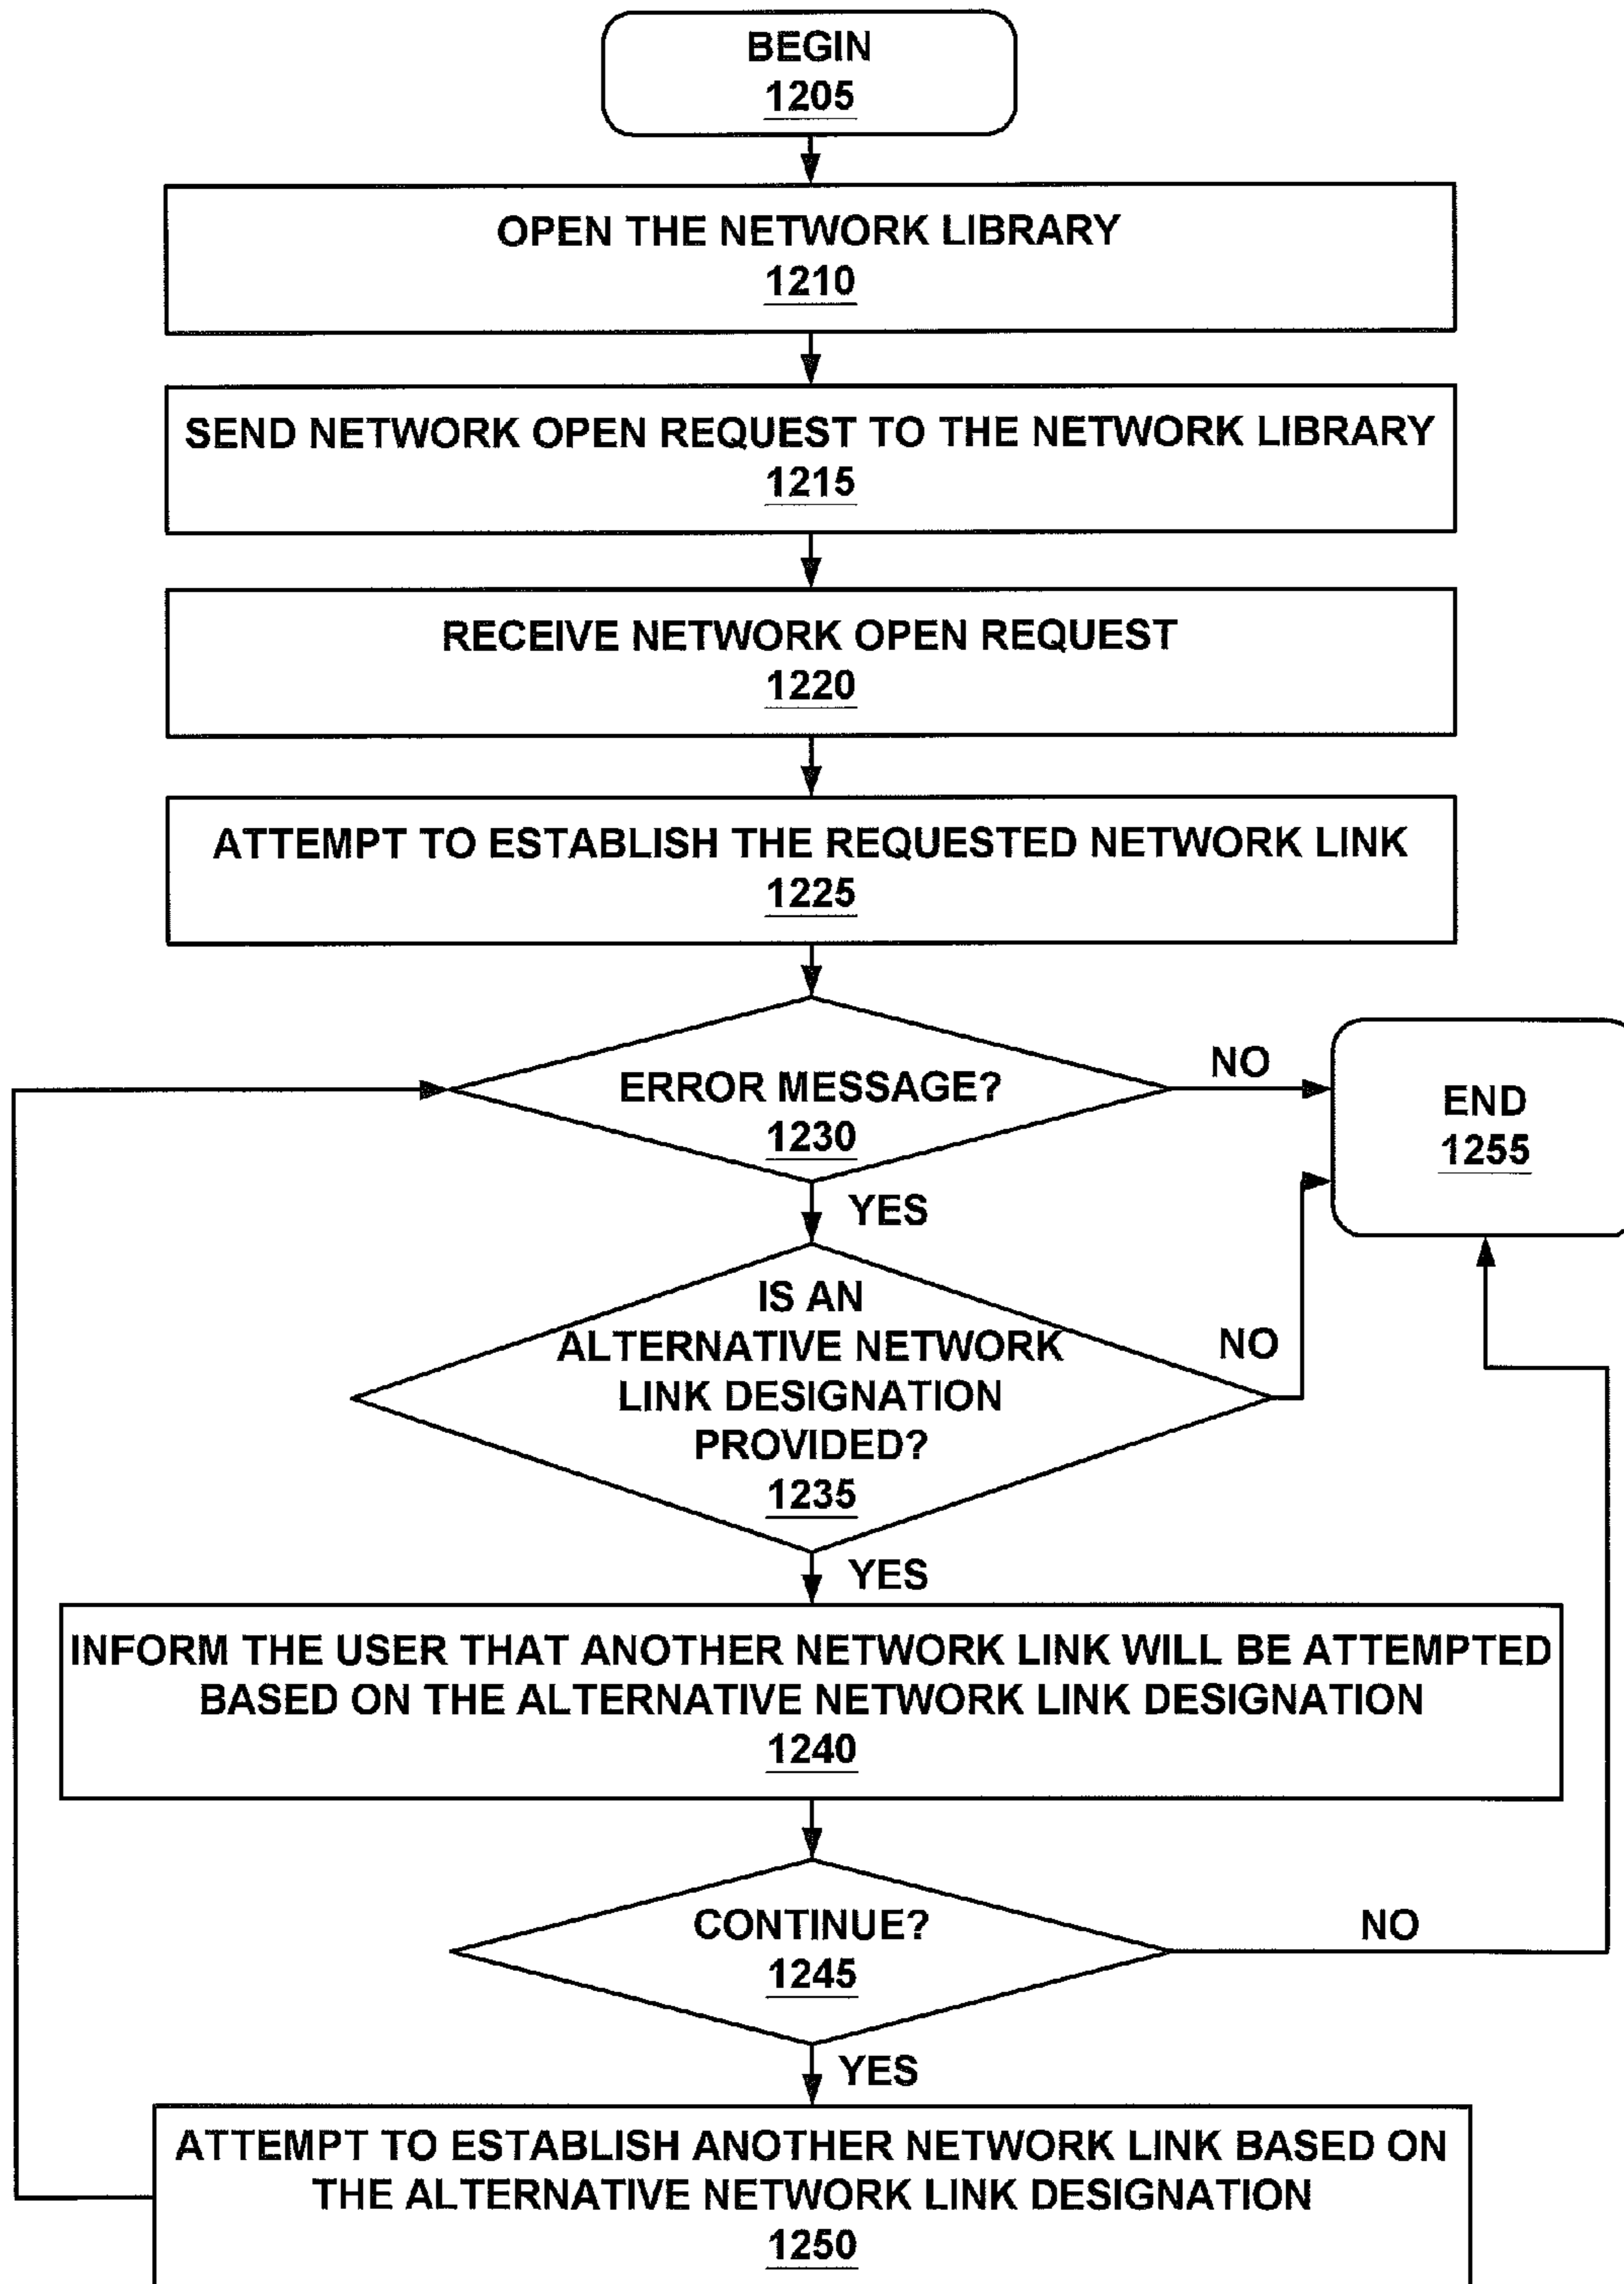 BEGIN
1205
OPEN THE NETWORK LIBRARY
1210
SEND NETWORK OPEN REQUEST TO THE NETWORK LIBRARY
1215
RECEIVE NETWORK OPEN REQUEST
1220
ATTEMPT TO ESTABLISH THE REQUESTED NETWORK LINK
1225
ERROR MESSAGE?
1230
NO
END
1255
YES
IS AN
ALTERNATIVE NETWORK
LINK DESIGNATION
PROVIDED?
1235
NO
YES
INFORM THE USER THAT ANOTHER NETWORK LINK WILL BE ATTEMPTED
BASED ON THE ALTERNATIVE NETWORK LINK DESIGNATION
1240
CONTINUE?
1245
NO
YES
ATTEMPT TO ESTABLISH ANOTHER NETWORK LINK BASED ON
THE ALTERNATIVE NETWORK LINK DESIGNATION
1250